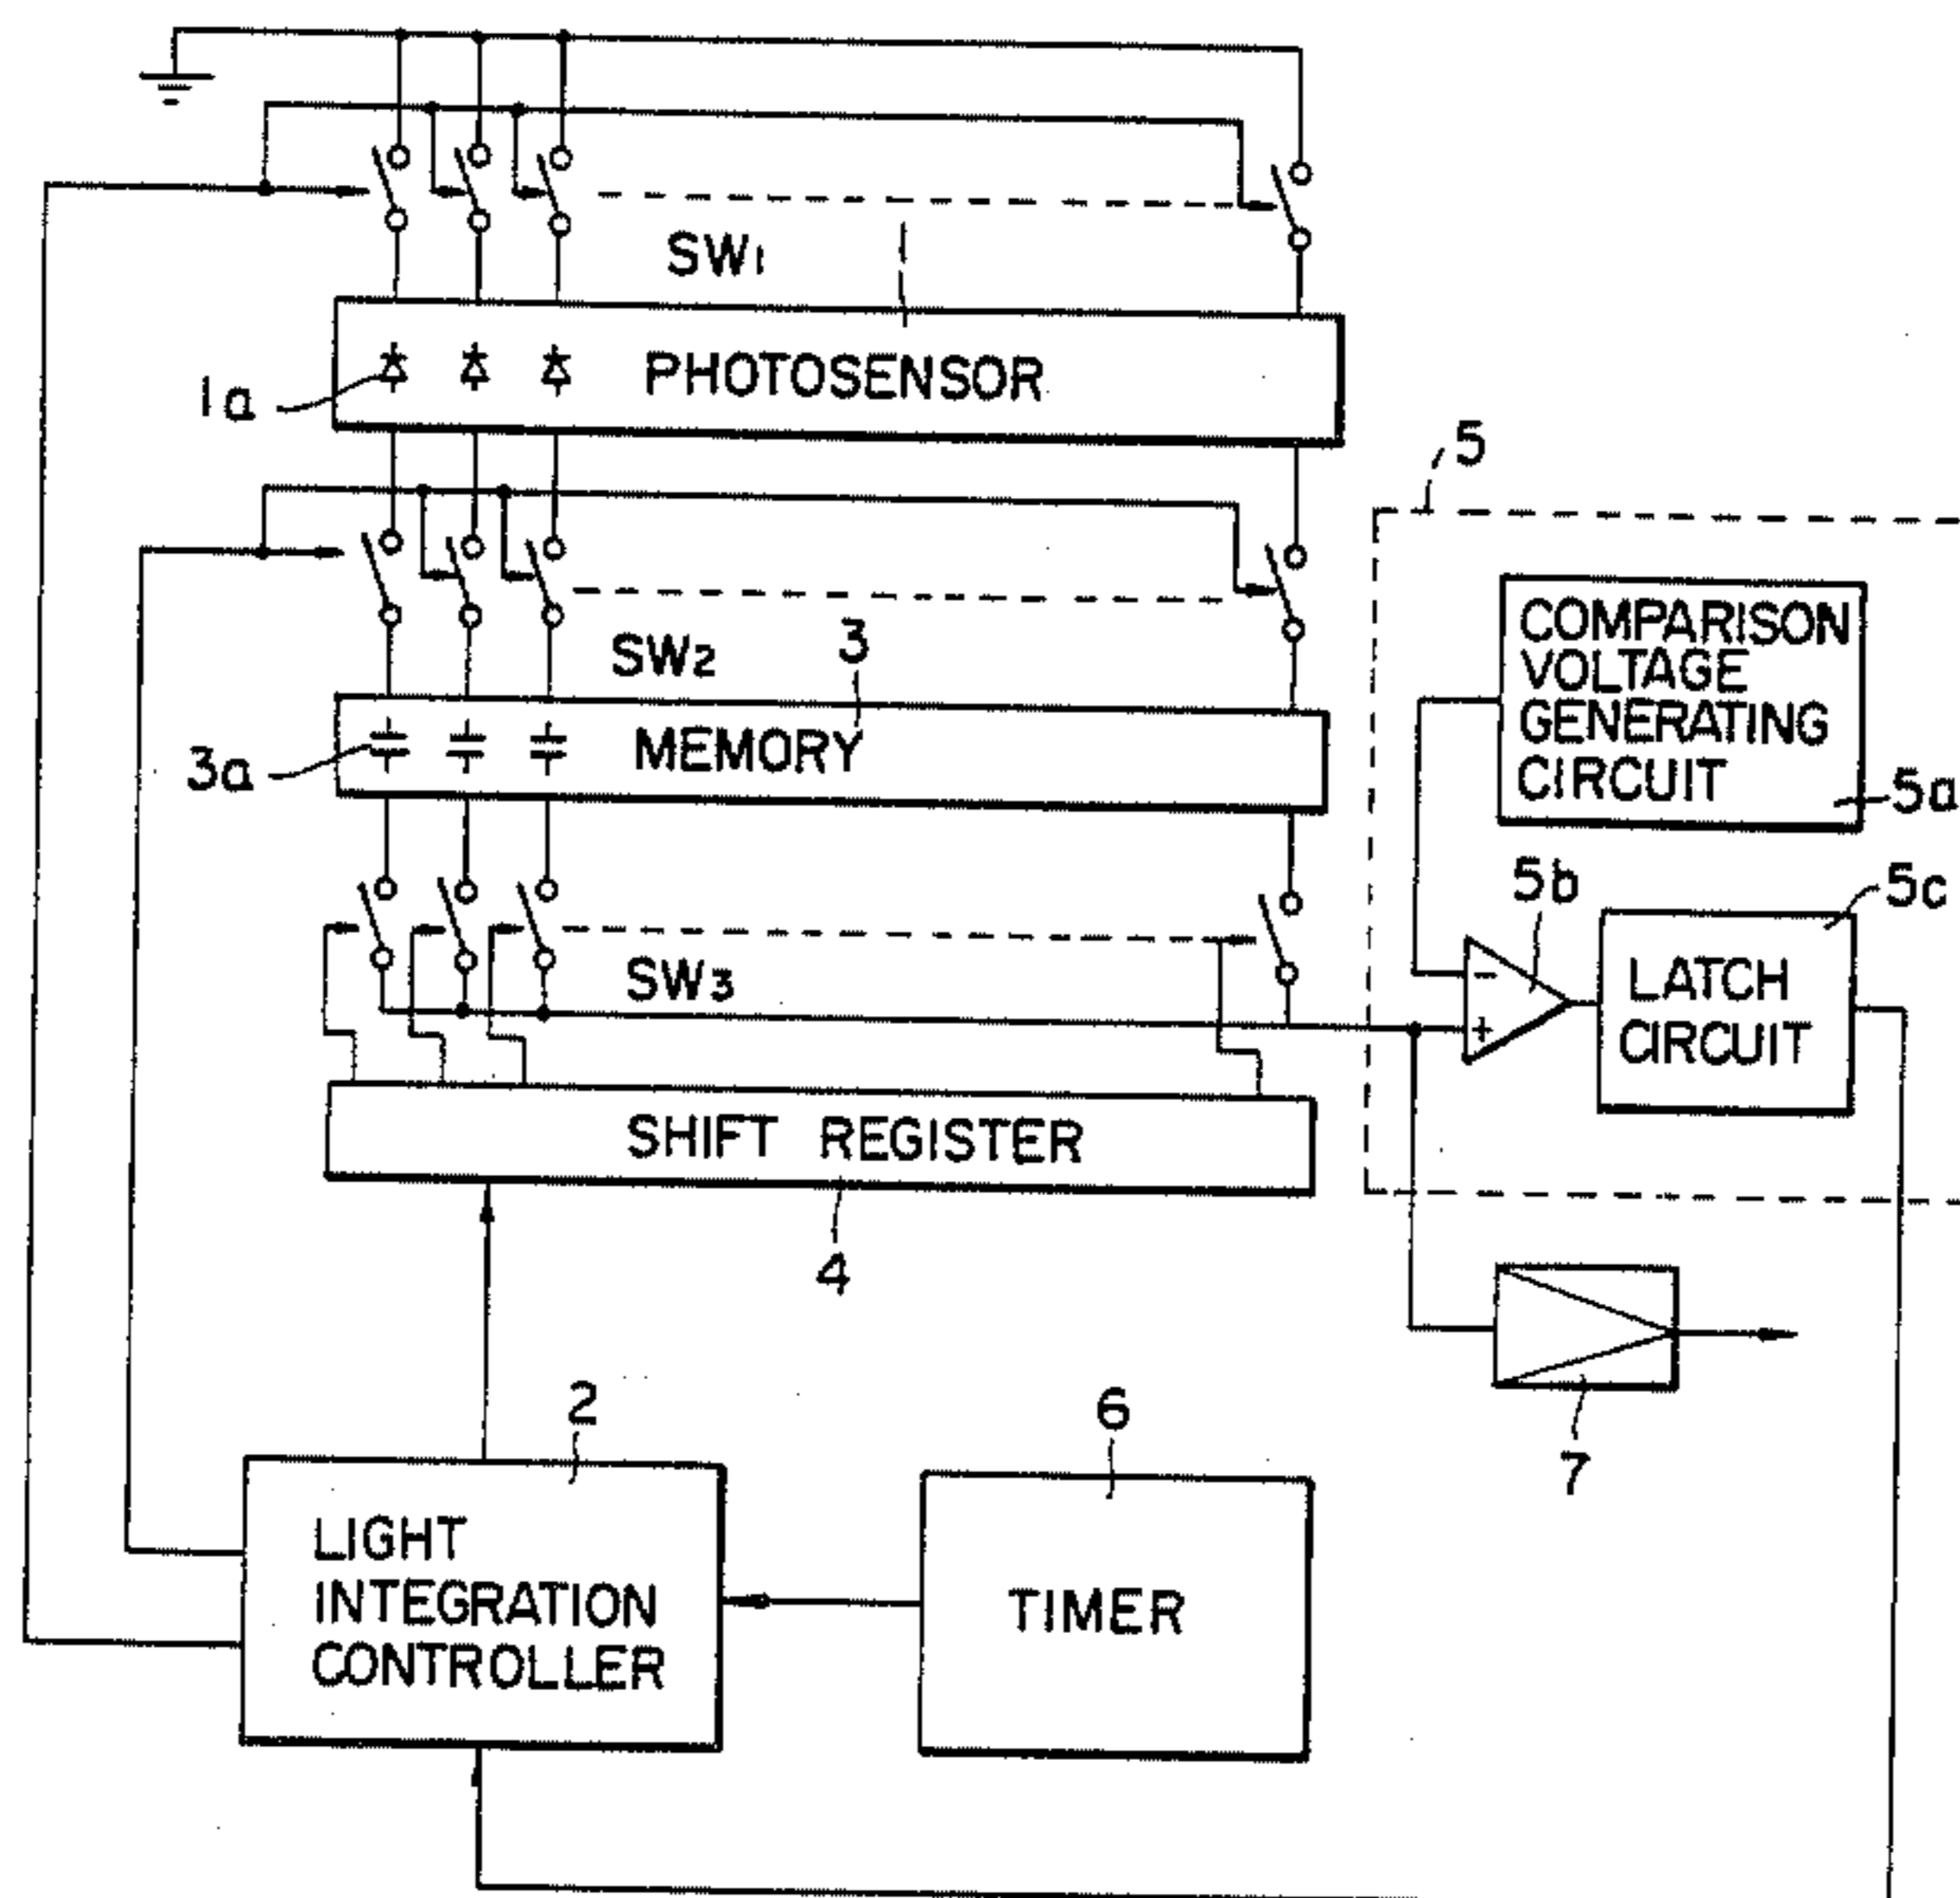 SW1
1
PHOTOSENSOR
1a
5
COMPARISON
VOLTAGE
GENERATING
CIRCUIT
5a
SW2
3
MEMORY
3a
5b
5c
LATCH
CIRCUIT
−
+
SW3
SHIFT REGISTER
4
7
2
6
LIGHT
INTEGRATION
CONTROLLER
TIMER